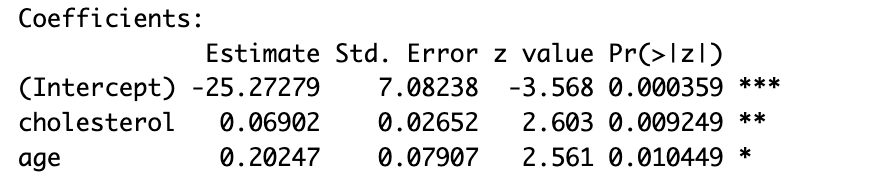 Coefficients:
Estimate Std. Error z value Pr(>|z|)
(Intercept) -25.27279 7.08238 -3.568 0.000359 ***
cholesterol 0.06902 0.02652 2.603 0.009249 **
age 0.20247 0.07907 2.561 0.010449 *